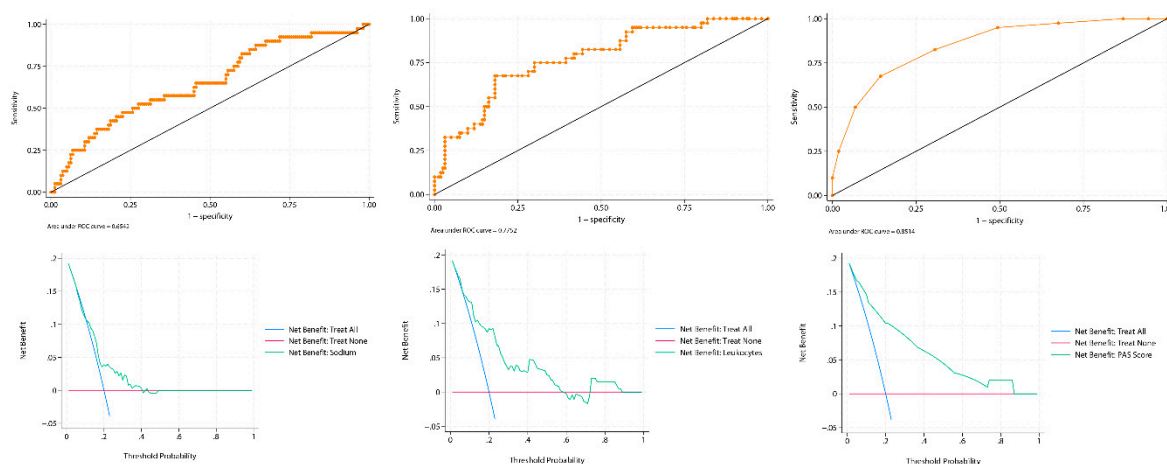 1.00
0.75
0.50
0.25
0.00
Sensitivity
0.00 0.25 0.50 0.75 1.00
1 − specificity
Area under ROC curve =
1.00
0.75
0.50
0.25
0.00
Sensitivity
0.00 0.25 0.50 0.75 1.00
1 − specificity
Area under ROC curve = 0.7752
1.00
0.75
0.50
0.25
0.00
Sensitivity
0.00 0.25 0.50 0.75 1.00
1 − specificity
Area under ROC curve = 0.8514
.2
.15
.1
.05
0
-.05
Net Benefit
0 .2 .4 .6 .8 1
Threshold Probability
Net Benefit: Treat All
Net Benefit: Treat None
Net Benefit: Sodium
.2
.15
.1
.05
0
-.05
Net Benefit
0 .2 .4 .6 .8 1
Threshold Probability
Net Benefit: Treat All
Net Benefit: Treat None
Net Benefit: Leukocytes
.2
.15
.1
.05
0
-.05
Net Benefit
0 .2 .4 .6 .8 1
Threshold Probability
Net Benefit: Treat All
Net Benefit: Treat None
Net Benefit: PAS Score